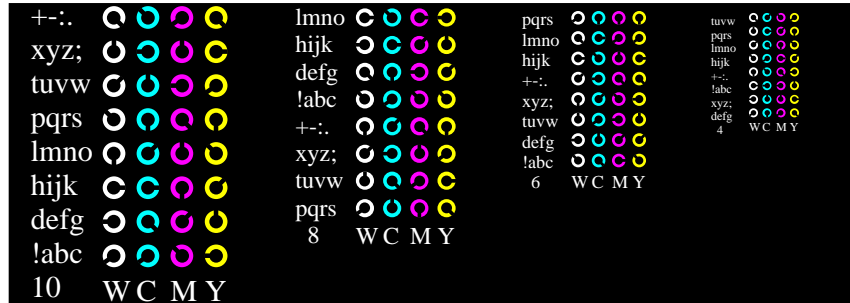 +-:.
xyz;
tuvw
pqrs
lmno
hijk
defg
!abc
10 W C M Y
lmno
hijk
defg
!abc
+-:.
xyz;
tuvw
pqrs
8 W C M Y
pqrs
lmno
hijk
+-:.
xyz;
tuvw
defg
!abc
6 W C M Y
tuvw
pqrs
lmno
hijk
+-:.
!abc
xyz;
defg
4 W C M Y